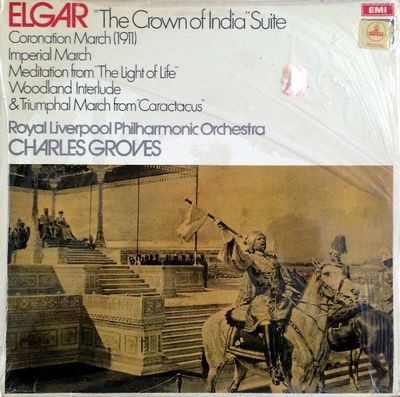 ELGAR "The Crown of India" Suite
Coronation March (1911)
Imperial March
Meditation from "The Light of Life"
Woodland Interlude
& Triumphal March from "Caractacus"
Royal Liverpool Philharmonic Orchestra
CHARLES GROVES
EMI